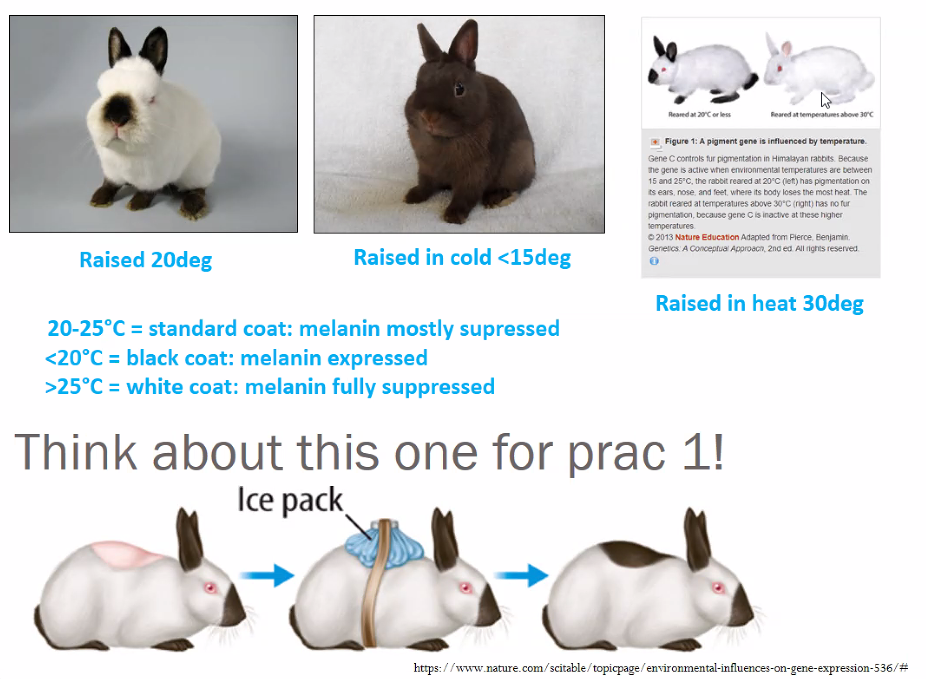 Reared at 20°C or less
Reared at temperatures above 30°C
Figure 1: A pigment gene is influenced by temperature.
Gene C controls fur pigmentation in Himalayan rabbits. Because
the gene is active when environmental temperatures are between
15 and 25°C, the rabbit reared at 20°C (left) has pigmentation on
its ears, nose, and feet, where its body loses the most heat. The
rabbit reared at temperatures above 30°C (right) has no fur
pigmentation, because gene C is inactive at these higher
temperatures.
© 2013 Nature Education Adapted from Pierce, Benjamin.
Genetics: A Conceptual Approach, 2nd ed. All rights reserved.
Raised 20deg
Raised in cold <15deg
Raised in heat 30deg
20-25°C = standard coat: melanin mostly supressed
<20°C = black coat: melanin expressed
>25°C = white coat: melanin fully suppressed
Think about this one for prac 1!
Ice pack
https://www.nature.com/scitable/topicpage/environmental-influences-on-gene-expression-536/#